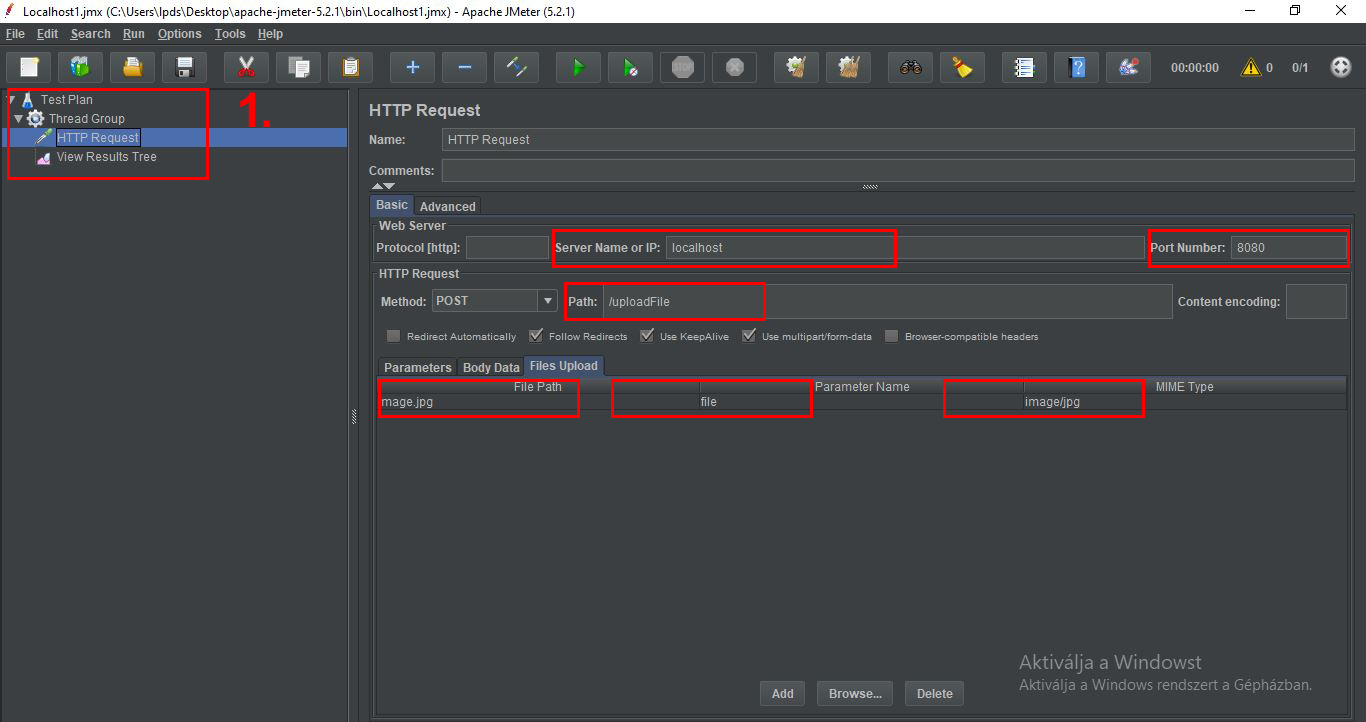 Localhost1.jmx (C:\Users\lpds\Desktop\apache-jmeter-5.2.1\bin\Localhost1.jmx) - Apache JMeter (5.2.1)
File Edit Search Run Options Tools Help
STOP 00:00:00 0 0/1
Test Plan
Thread Group
HTTP Request
View Results Tree
1.
HTTP Request
Name: HTTP Request
Comments:
Basic Advanced
Web Server
Protocol [http]: Server Name or IP: localhost Port Number: 8080
HTTP Request
Method: POST Path: /uploadFile Content encoding:
Redirect Automatically Follow Redirects Use KeepAlive Use multipart/form-data Browser-compatible headers
Parameters Body Data Files Upload
File Path Parameter Name MIME Type
mage.jpg file image/jpg
Add Browse... Delete
Aktiválja a Windowst
Aktiválja a Windows rendszert a Gépházban.